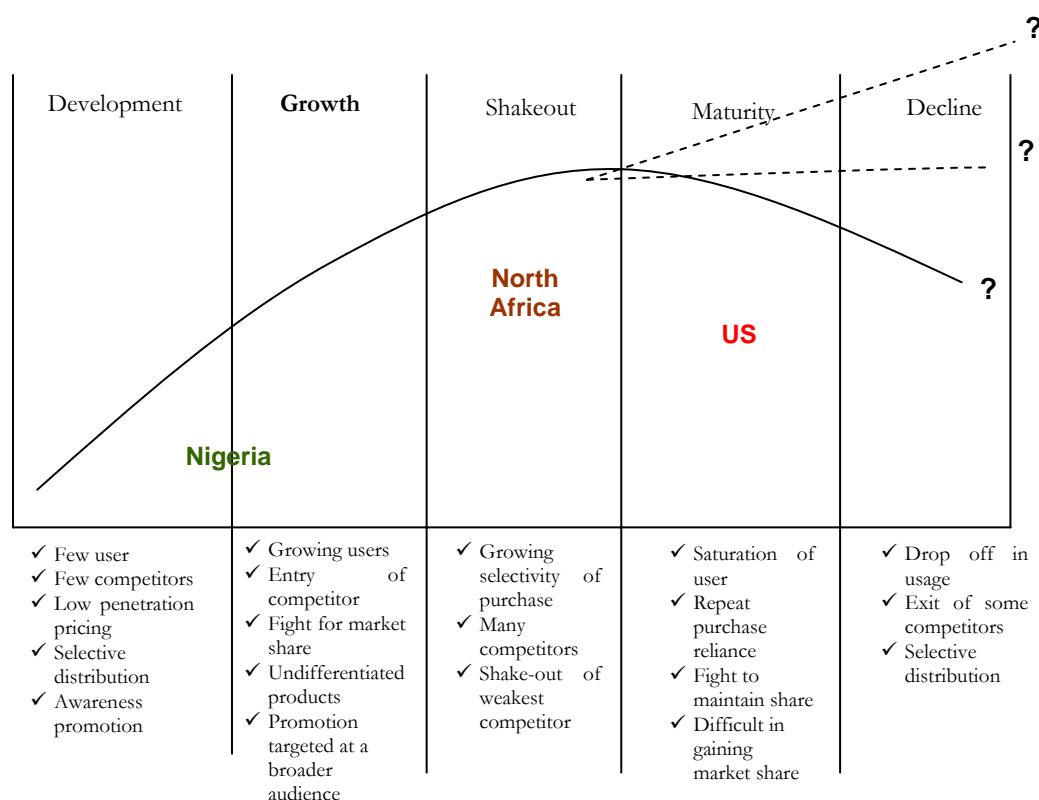 ?
Development
Growth
Shakeout
Maturity
Decline
?
North
Africa
?
US
Nigeria
✓ Few user
✓ Few competitors
✓ Low penetration
pricing
✓ Selective
distribution
✓ Awareness
promotion
✓ Growing users
✓ Entry of
competitor
✓ Fight for market
share
✓ Undifferentiated
products
✓ Promotion
targeted at a
broader
audience
✓ Growing
selectivity of
purchase
✓ Many
competitors
✓ Shake-out of
weakest
competitor
✓ Saturation of
user
✓ Repeat
purchase
reliance
✓ Fight to
maintain share
✓ Difficult in
gaining
market share
✓ Drop off in
usage
✓ Exit of some
competitors
✓ Selective
distribution